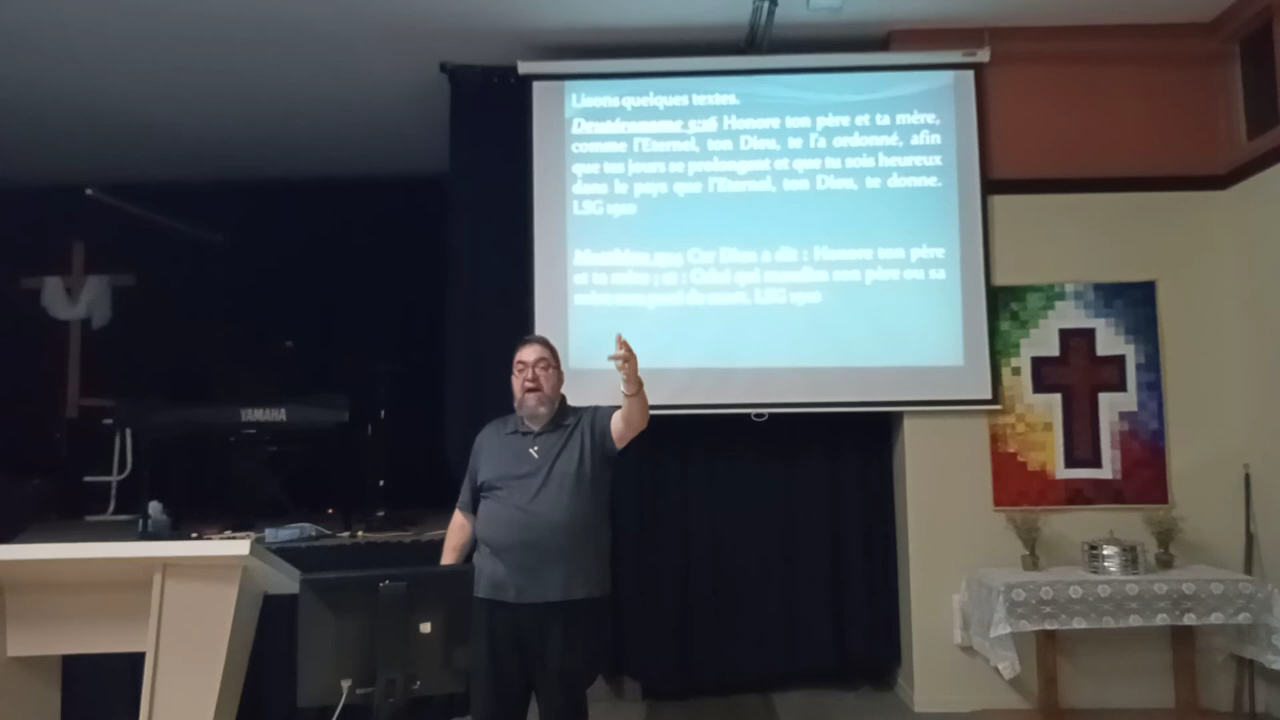 Lisons quelques textes.
Deutéronome 5:16 Honore ton père et ta mère,
comme l'Eternel, ton Dieu, te l'a ordonné, afin
que tes jours se prolongent et que tu sois heureux
dans le pays que l'Eternel, ton Dieu, te donne.
LSG 1910
Matthieu Car Dieu a dit : Honore ton père
et ta mère ; et : Celui qui maudira son père ou sa
LSG 1910
YAMAHA